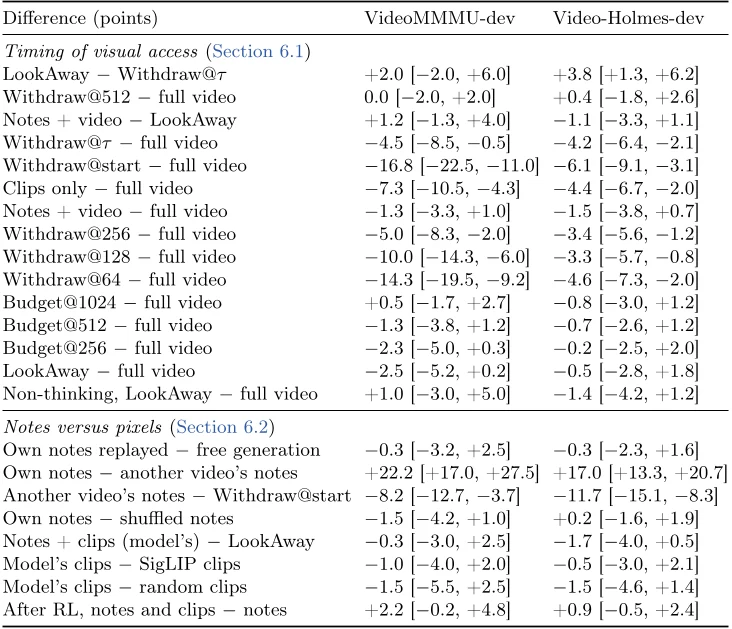 Difference (points) VideoMMMU-dev Video-Holmes-dev
Timing of visual access (Section 6.1)
LookAway − Withdraw@τ +2.0 [−2.0, +6.0] +3.8 [+1.3, +6.2]
Withdraw@512 − full video 0.0 [−2.0, +2.0] +0.4 [−1.8, +2.6]
Notes + video − LookAway +1.2 [−1.3, +4.0] −1.1 [−3.3, +1.1]
Withdraw@τ − full video −4.5 [−8.5, −0.5] −4.2 [−6.4, −2.1]
Withdraw@start − full video −16.8 [−22.5, −11.0] −6.1 [−9.1, −3.1]
Clips only − full video −7.3 [−10.5, −4.3] −4.4 [−6.7, −2.0]
Notes + video − full video −1.3 [−3.3, +1.0] −1.5 [−3.8, +0.7]
Withdraw@256 − full video −5.0 [−8.3, −2.0] −3.4 [−5.6, −1.2]
Withdraw@128 − full video −10.0 [−14.3, −6.0] −3.3 [−5.7, −0.8]
Withdraw@64 − full video −14.3 [−19.5, −9.2] −4.6 [−7.3, −2.0]
Budget@1024 − full video +0.5 [−1.7, +2.7] −0.8 [−3.0, +1.2]
Budget@512 − full video −1.3 [−3.8, +1.2] −0.7 [−2.6, +1.2]
Budget@256 − full video −2.3 [−5.0, +0.3] −0.2 [−2.5, +2.0]
LookAway − full video −2.5 [−5.2, +0.2] −0.5 [−2.8, +1.8]
Non-thinking, LookAway − full video +1.0 [−3.0, +5.0] −1.4 [−4.2, +1.2]
Notes versus pixels (Section 6.2)
Own notes replayed − free generation −0.3 [−3.2, +2.5] −0.3 [−2.3, +1.6]
Own notes − another video's notes +22.2 [+17.0, +27.5] +17.0 [+13.3, +20.7]
Another video's notes − Withdraw@start −8.2 [−12.7, −3.7] −11.7 [−15.1, −8.3]
Own notes − shuffled notes −1.5 [−4.2, +1.0] +0.2 [−1.6, +1.9]
Notes + clips (model's) − LookAway −0.3 [−3.0, +2.5] −1.7 [−4.0, +0.5]
Model's clips − SigLIP clips −1.0 [−4.0, +2.0] −0.5 [−3.0, +2.1]
Model's clips − random clips −1.5 [−5.5, +2.5] −1.5 [−4.6, +1.4]
After RL, notes and clips − notes +2.2 [−0.2, +4.8] +0.9 [−0.5, +2.4]